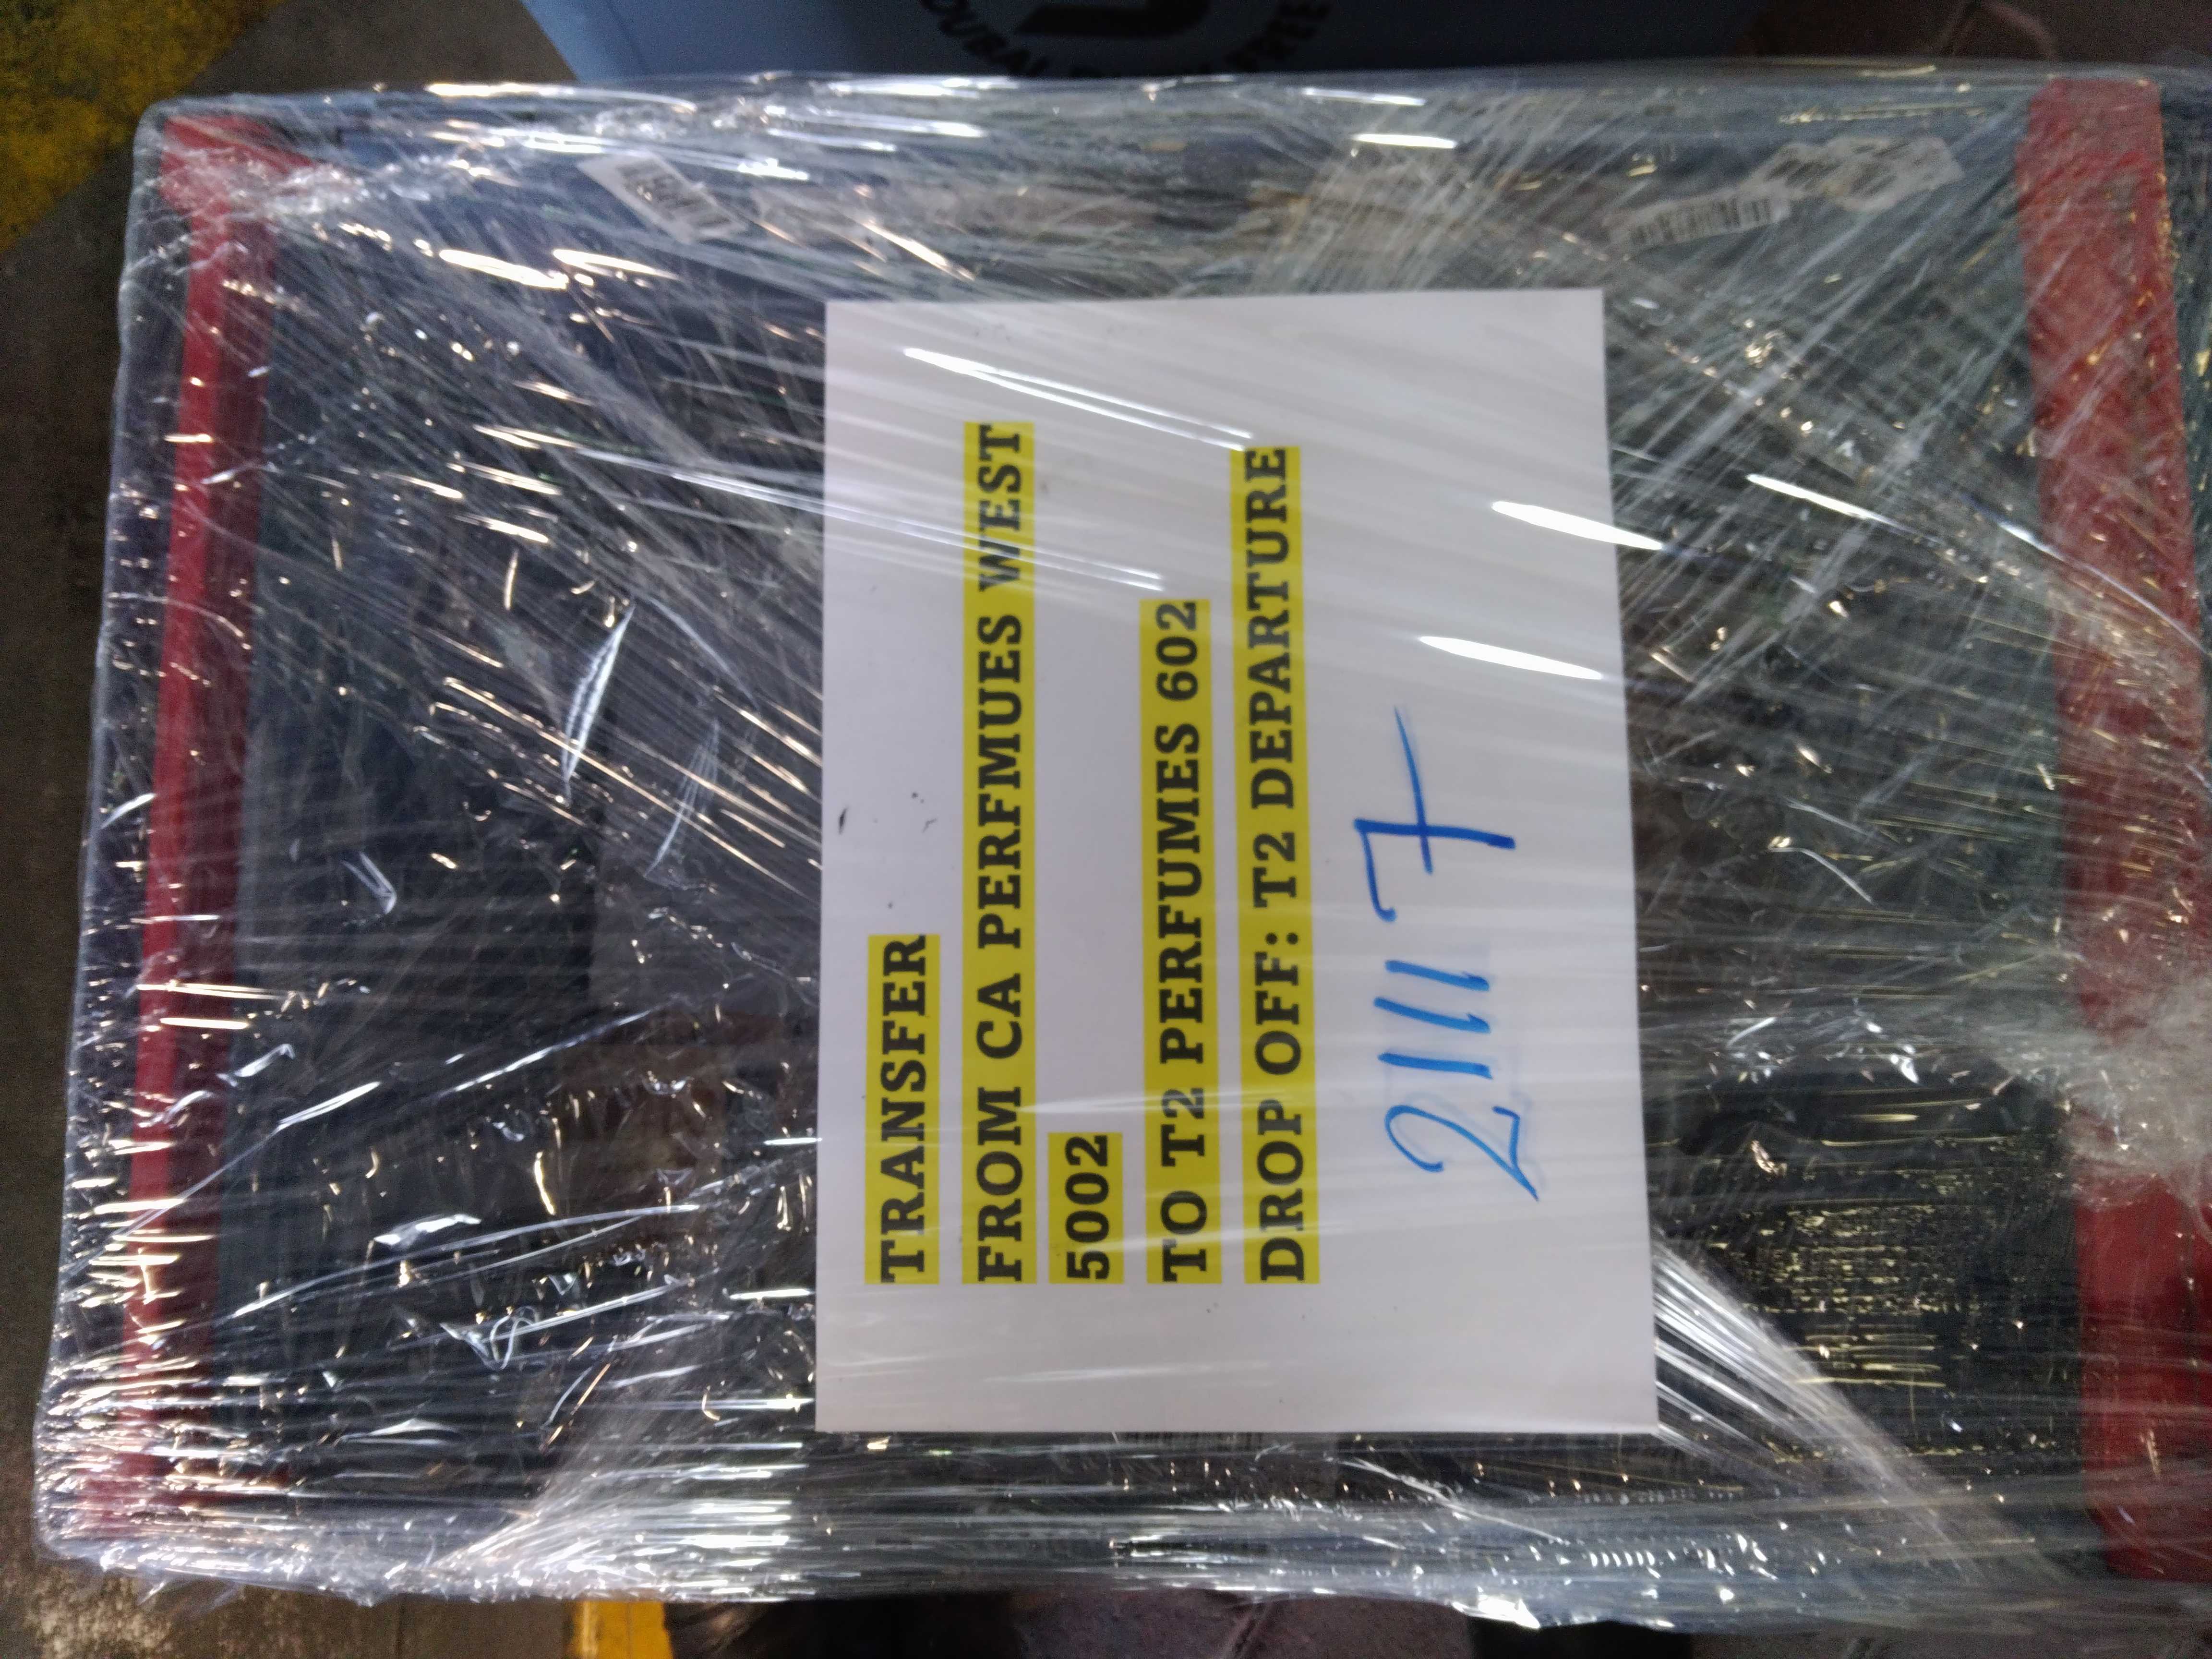 TRANSFER
FROM CA PERFMUES WEST
5002
TO T2 PERFUMES 602
DROP OFF: T2 DEPARTURE
21117